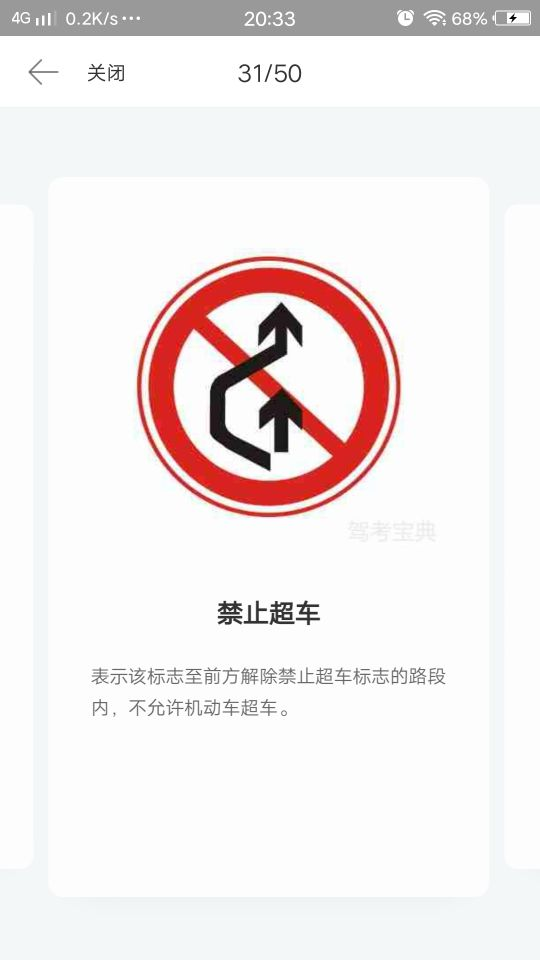 4G 0.2K/s ··· 20:33 68%
关闭 31/50
驾考宝典
禁止超车
表示该标志至前方解除禁止超车标志的路段
内，不允许机动车超车。